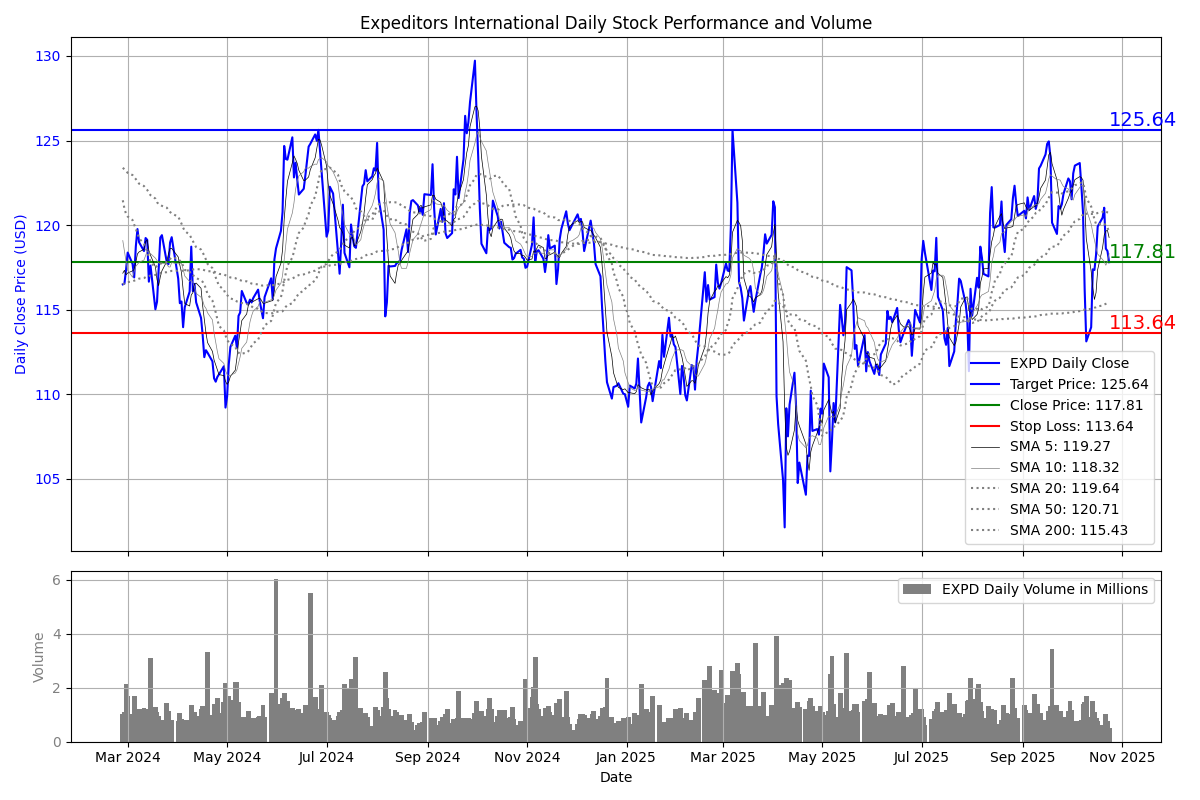 Expeditors International Daily Stock Performance and Volume
130
125
120
115
110
105
Daily Close Price (USD)
125.64
117.81
113.64
EXPD Daily Close
Target Price: 125.64
Close Price: 117.81
Stop Loss: 113.64
SMA 5: 119.27
SMA 10: 118.32
SMA 20: 119.64
SMA 50: 120.71
SMA 200: 115.43
6
4
2
0
Volume
EXPD Daily Volume in Millions
Mar 2024 May 2024 Jul 2024 Sep 2024 Nov 2024 Jan 2025 Mar 2025 May 2025 Jul 2025 Sep 2025 Nov 2025
Date